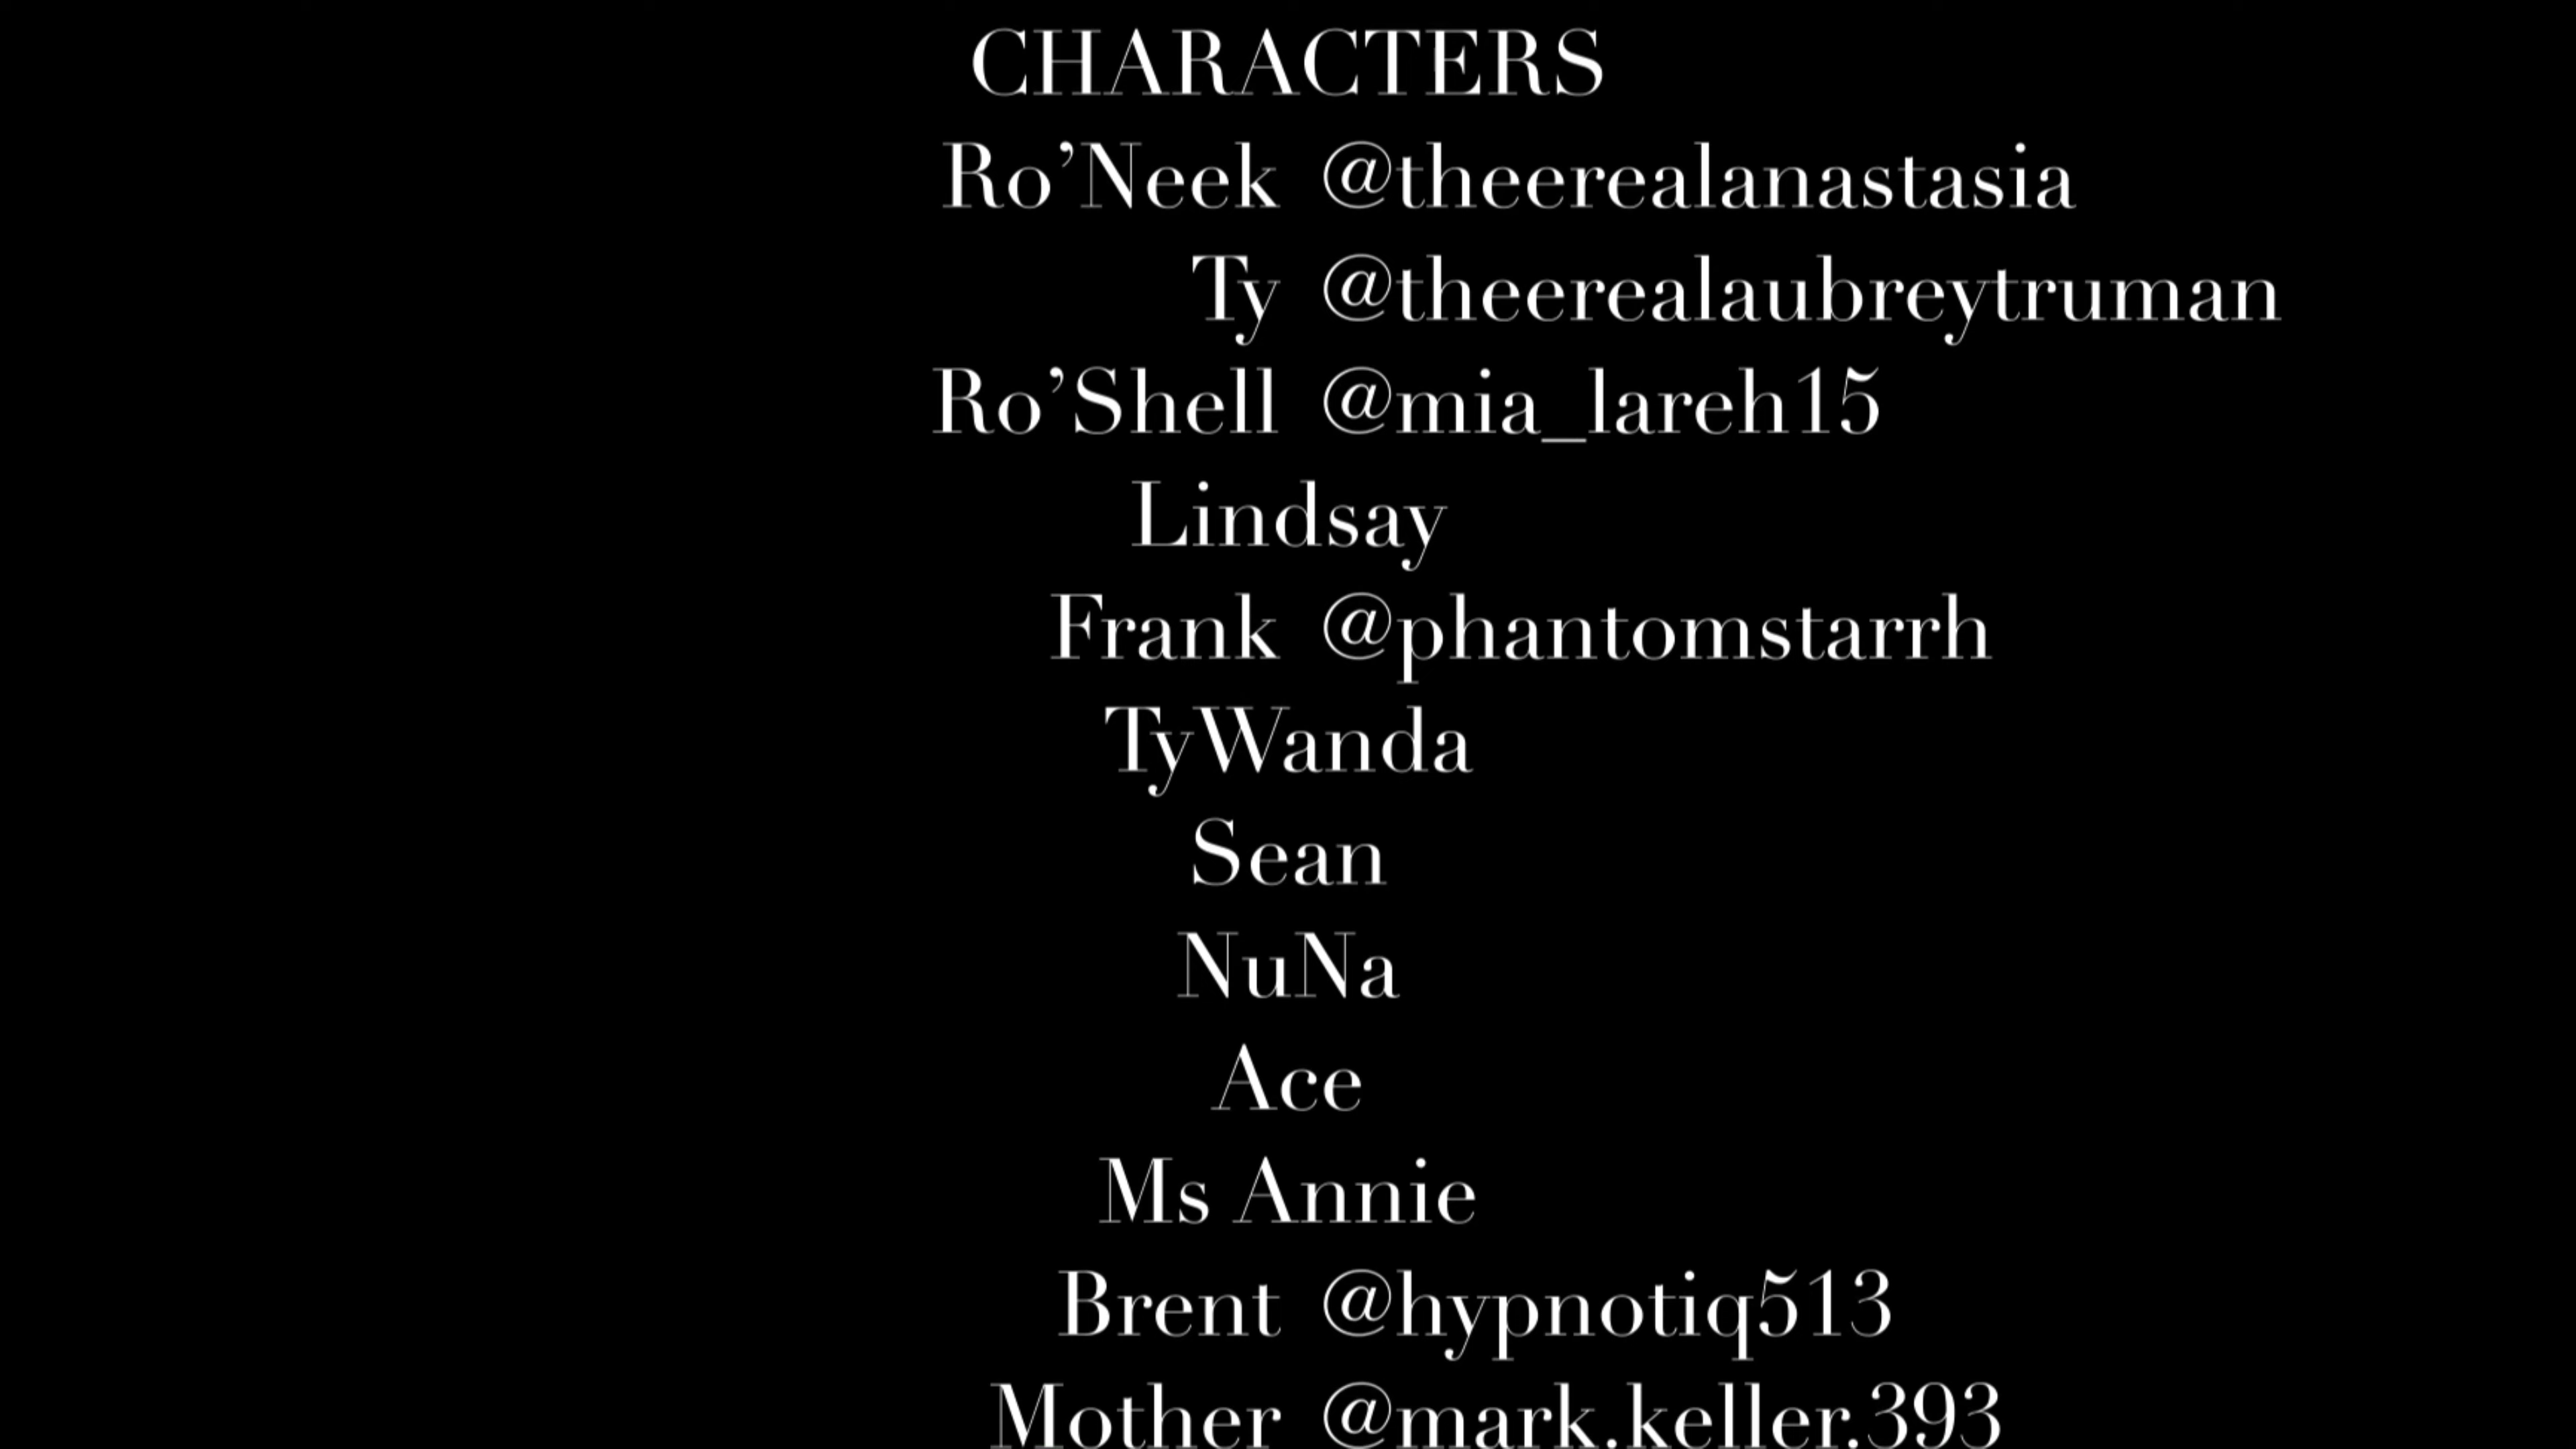 CHARACTERS
Ro’Neek @theerealanastasia
Ty @theerealaubreytruman
Ro’Shell @mia_lareh15
Lindsay
Frank @phantomstarrh
TyWanda
Sean
NuNa
Ace
Ms Annie
Brent @hypnotiq513
Mother @mark.keller.393